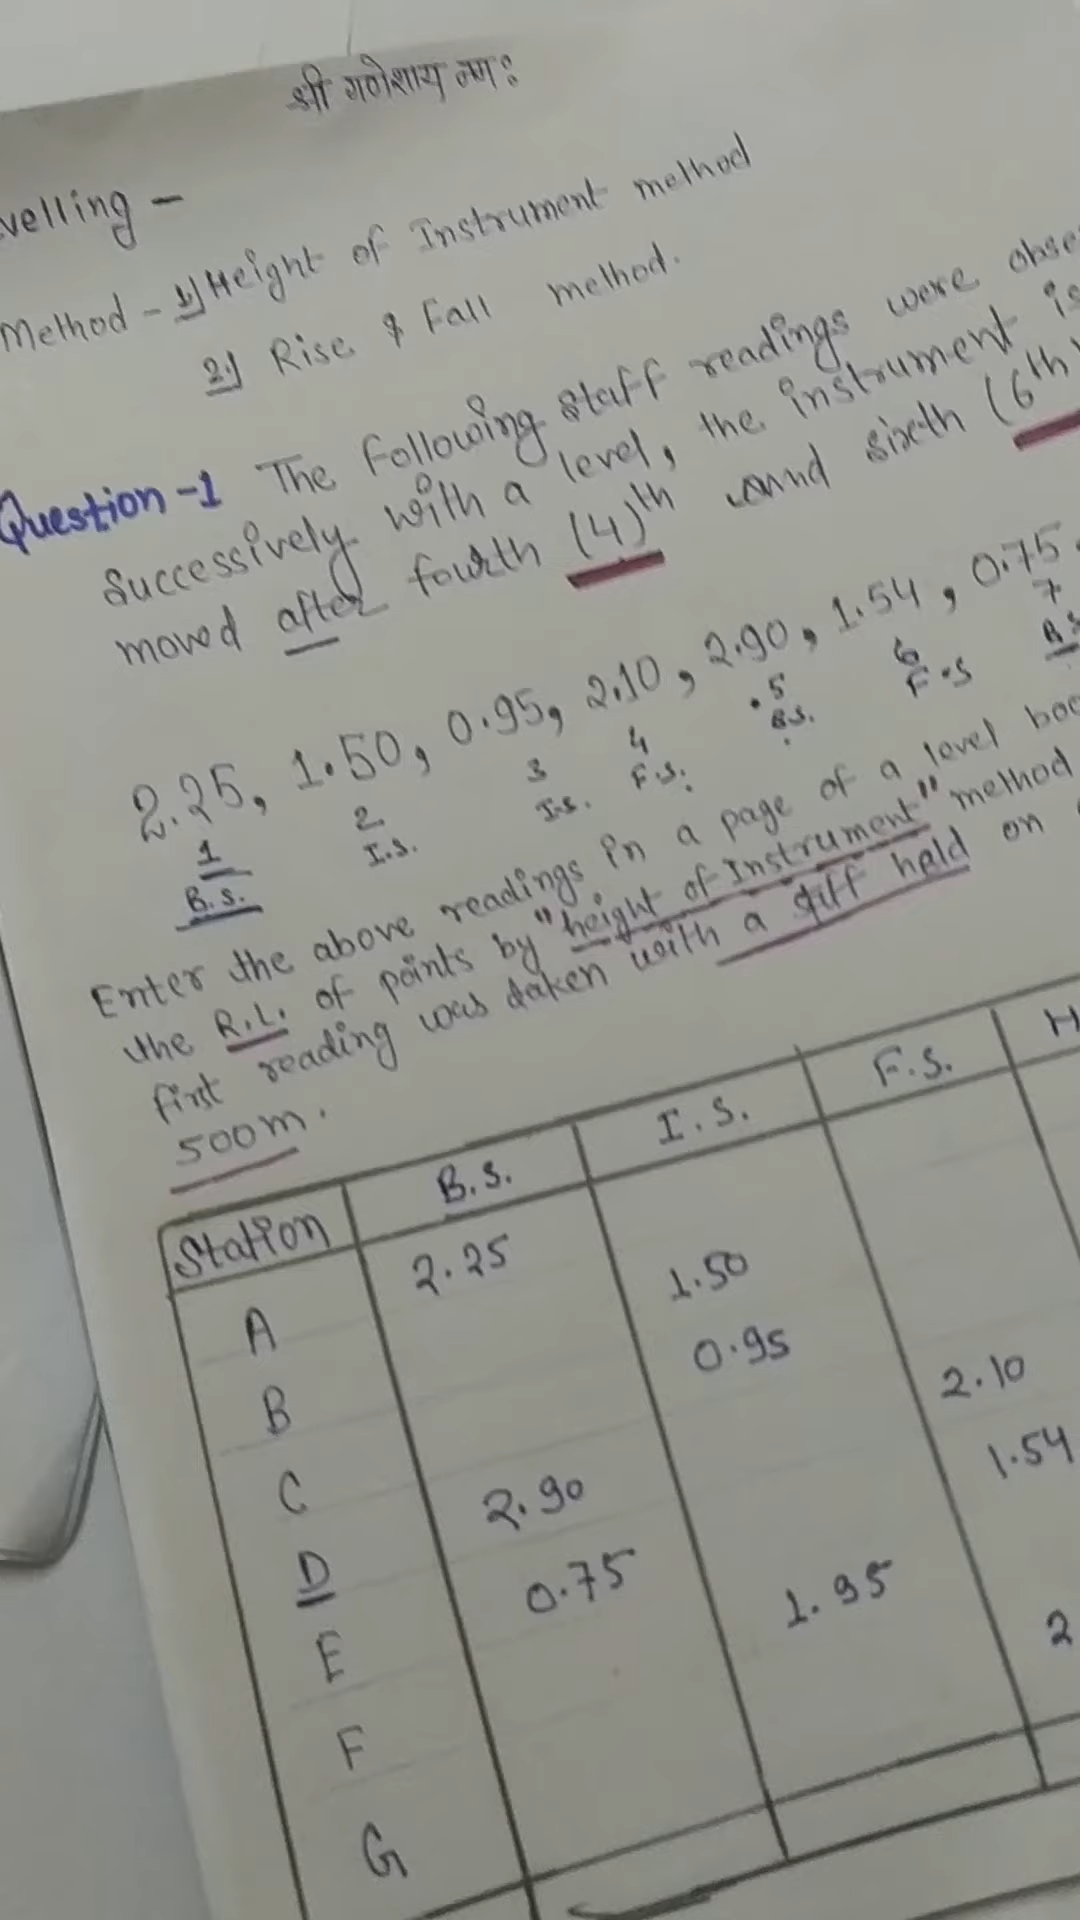 श्री गणेशाय नमः
velling -
Method - 1) Height of Instrument method
2) Rise & Fall method.
Question-1 The Following staff readings were obse
Successively with a level, the instrument is
moved after fourth (4)th and sixth (6th)
2.25, 1.50, 0.95, 2.10, 2.90, 1.54, 0.75
1 2 3 4 5 6 7
B.S. I.S. I.S. F.S. B.S. F.S B.S
Enter the above readings in a page of a level boo
the R.L. of points by "height of Instrument" method
first reading was taken with a stiff held on
500m.
Station B.S. I.S. F.S. H
A 2.25
B 1.50
C 0.95
D 2.90 2.10
E 0.75 1.54
F 1.95
G 2